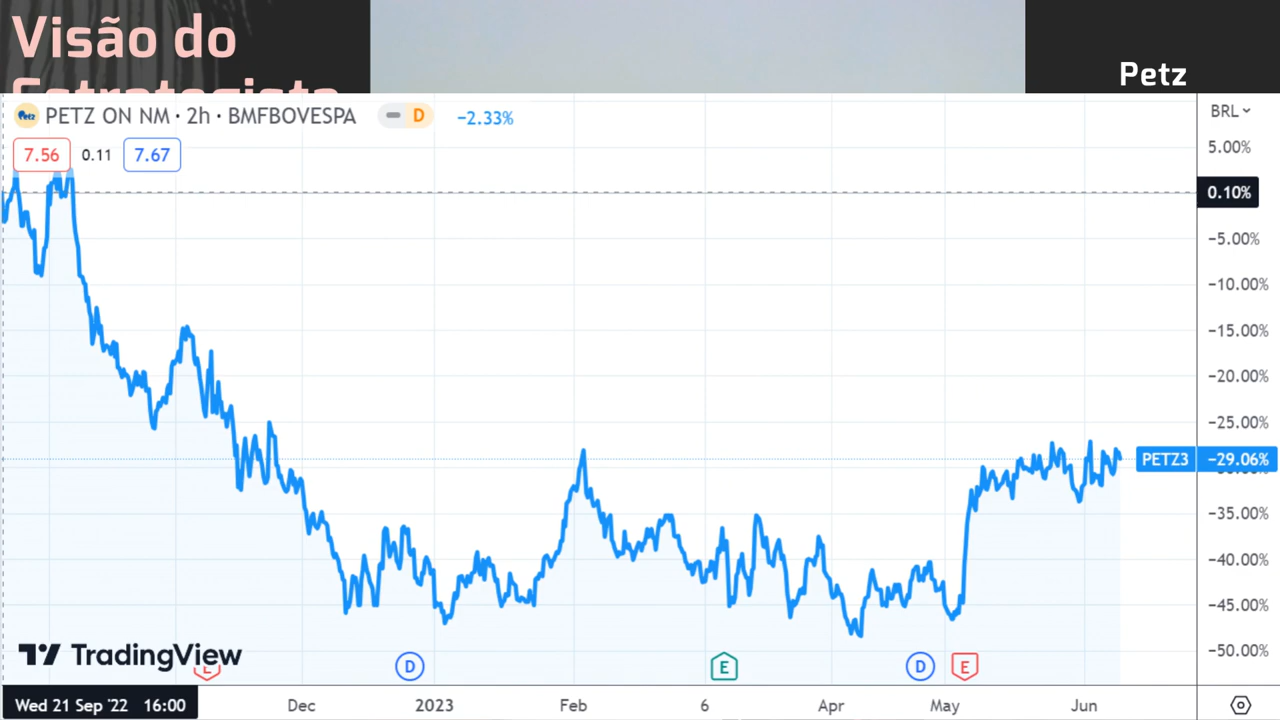 Visão do
Estrategista
Petz
PETZ ON NM · 2h · BMFBOVESPA
D
−2.33%
BRL
7.56
0.11
7.67
5.00%
0.10%
−5.00%
−10.00%
−15.00%
−20.00%
−25.00%
PETZ3
−29.06%
−35.00%
−40.00%
−45.00%
−50.00%
TradingView
D
E
D
E
Wed 21 Sep '22 16:00
Dec
2023
Feb
6
Apr
May
Jun